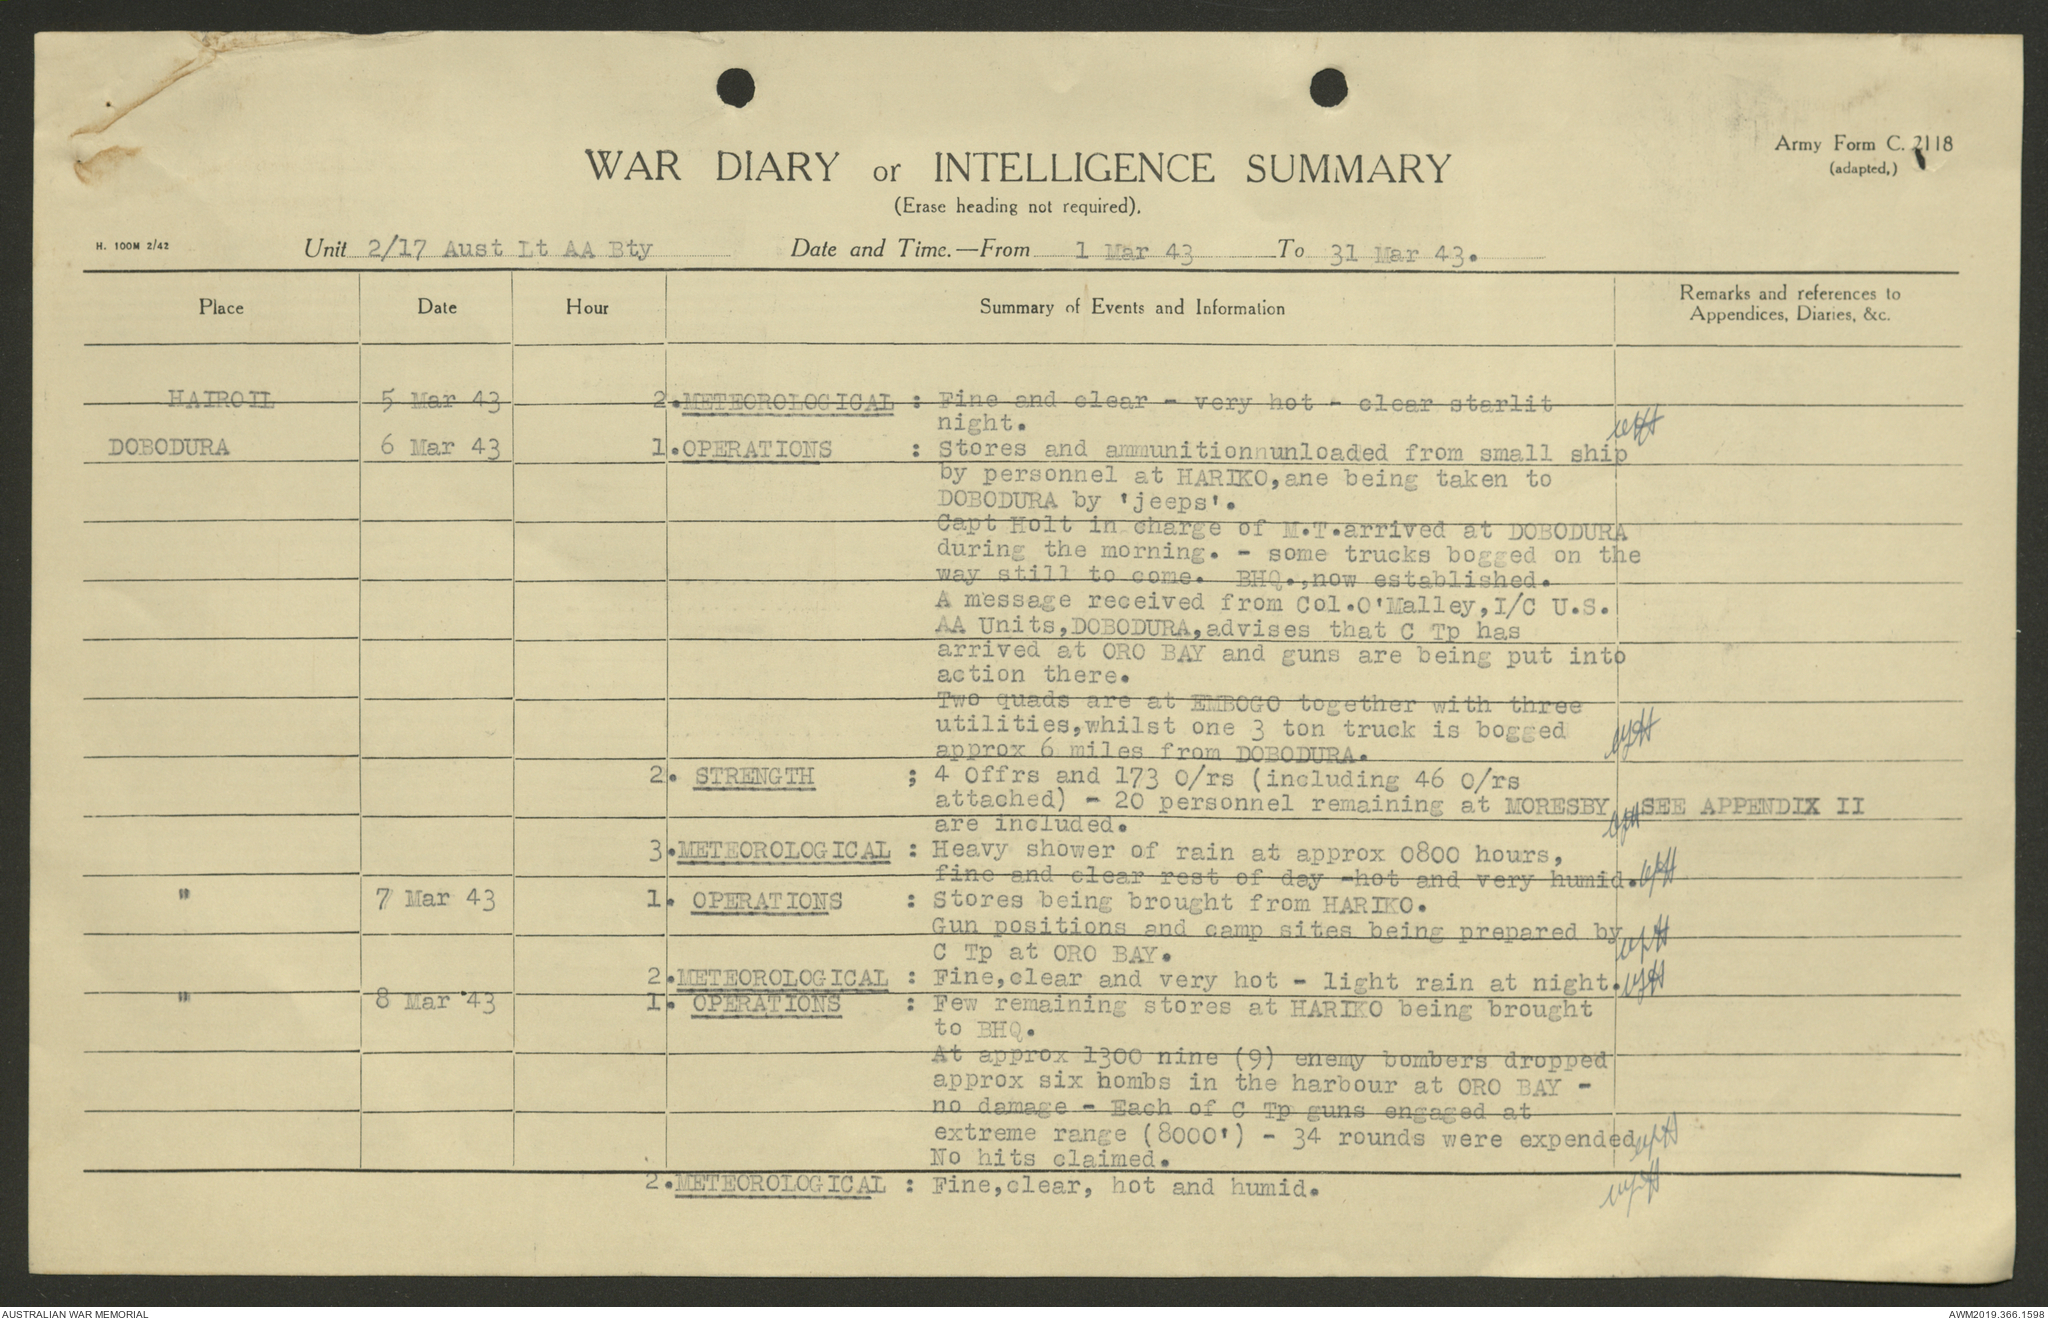 Army Form C. 2118
(adapted,)
WAR DIARY or INTELLIGENCE SUMMARY
(Erase heading not required).
H. 100M 2/42
Unit 2/17 Aust Lt AA Bty Date and Time.—From 1 Mar 43 To 31 Mar 43.
Place Date Hour Summary of Events and Information Remarks and references to
Appendices, Diaries, &c.
HAIROIL 5 Mar 43 2.METEOROLOGICAL : Fine and clear - very hot - clear starlit
night.
DOBODURA 6 Mar 43 1.OPERATIONS : Stores and ammunitionnunloaded from small ship
by personnel at HARIKO,ane being taken to
DOBODURA by 'jeeps'.
Capt Holt in charge of M.T.arrived at DOBODURA
during the morning. - some trucks bogged on the
way still to come. BHQ.,now established.
A message received from Col.O'Malley,I/C U.S.
AA Units,DOBODURA,advises that C Tp has
arrived at ORO BAY and guns are being put into
action there.
Two quads are at EMBOGO together with three
utilities,whilst one 3 ton truck is bogged
approx 6 miles from DOBODURA.
2. STRENGTH ; 4 Offrs and 173 O/rs (including 46 O/rs
attached) - 20 personnel remaining at MORESBY SEE APPENDIX II
are included.
3.METEOROLOGICAL : Heavy shower of rain at approx 0800 hours,
fine and clear rest of day -hot and very humid.
" 7 Mar 43 1. OPERATIONS : Stores being brought from HARIKO.
Gun positions and camp sites being prepared by
C Tp at ORO BAY.
2.METEOROLOGICAL : Fine,clear and very hot - light rain at night.
" 8 Mar '43 1. OPERATIONS : Few remaining stores at HARIKO being brought
to BHQ.
At approx 1300 nine (9) enemy bombers dropped
approx six hombs in the harbour at ORO BAY -
no damage - Each of C Tp guns engaged at
extreme range (8000') - 34 rounds were expended
No hits claimed.
2.METEOROLOGICAL : Fine,clear, hot and humid.
AUSTRALIAN WAR MEMORIAL AWM2019.366.1598